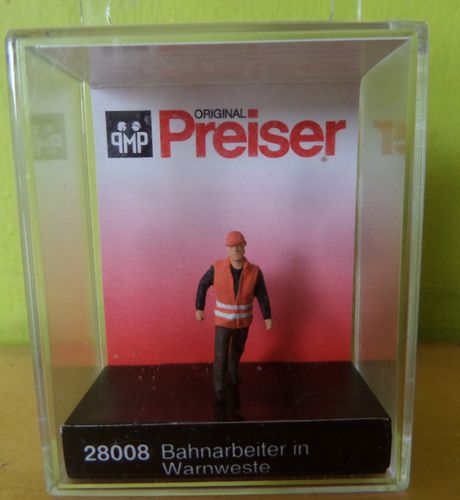 ORIGINAL
PMP Preiser
28008 Bahnarbeiter in
Warnweste